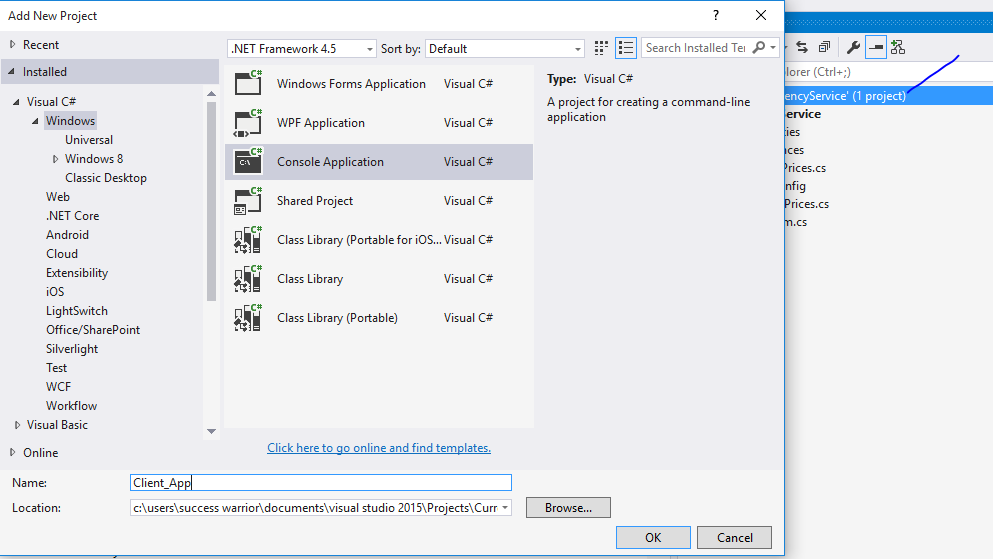 Add New Project
?
Recent
.NET Framework 4.5
Sort by:
Default
Search Installed Te
Installed
Visual C#
Windows
Universal
Windows 8
Classic Desktop
Web
.NET Core
Android
Cloud
Extensibility
iOS
LightSwitch
Office/SharePoint
Silverlight
Test
WCF
Workflow
Visual Basic
Online
Windows Forms Application Visual C#
WPF Application Visual C#
Console Application Visual C#
Shared Project Visual C#
Class Library (Portable for iOS... Visual C#
Class Library Visual C#
Class Library (Portable) Visual C#
Type: Visual C#
A project for creating a command-line
application
Click here to go online and find templates.
Name:
Client_App
Location:
c:\users\success warrior\documents\visual studio 2015\Projects\Curr
Browse...
OK
Cancel
plorer (Ctrl+;)
encyService' (1 project)
Service
ties
nces
Prices.cs
nfig
Prices.cs
m.cs